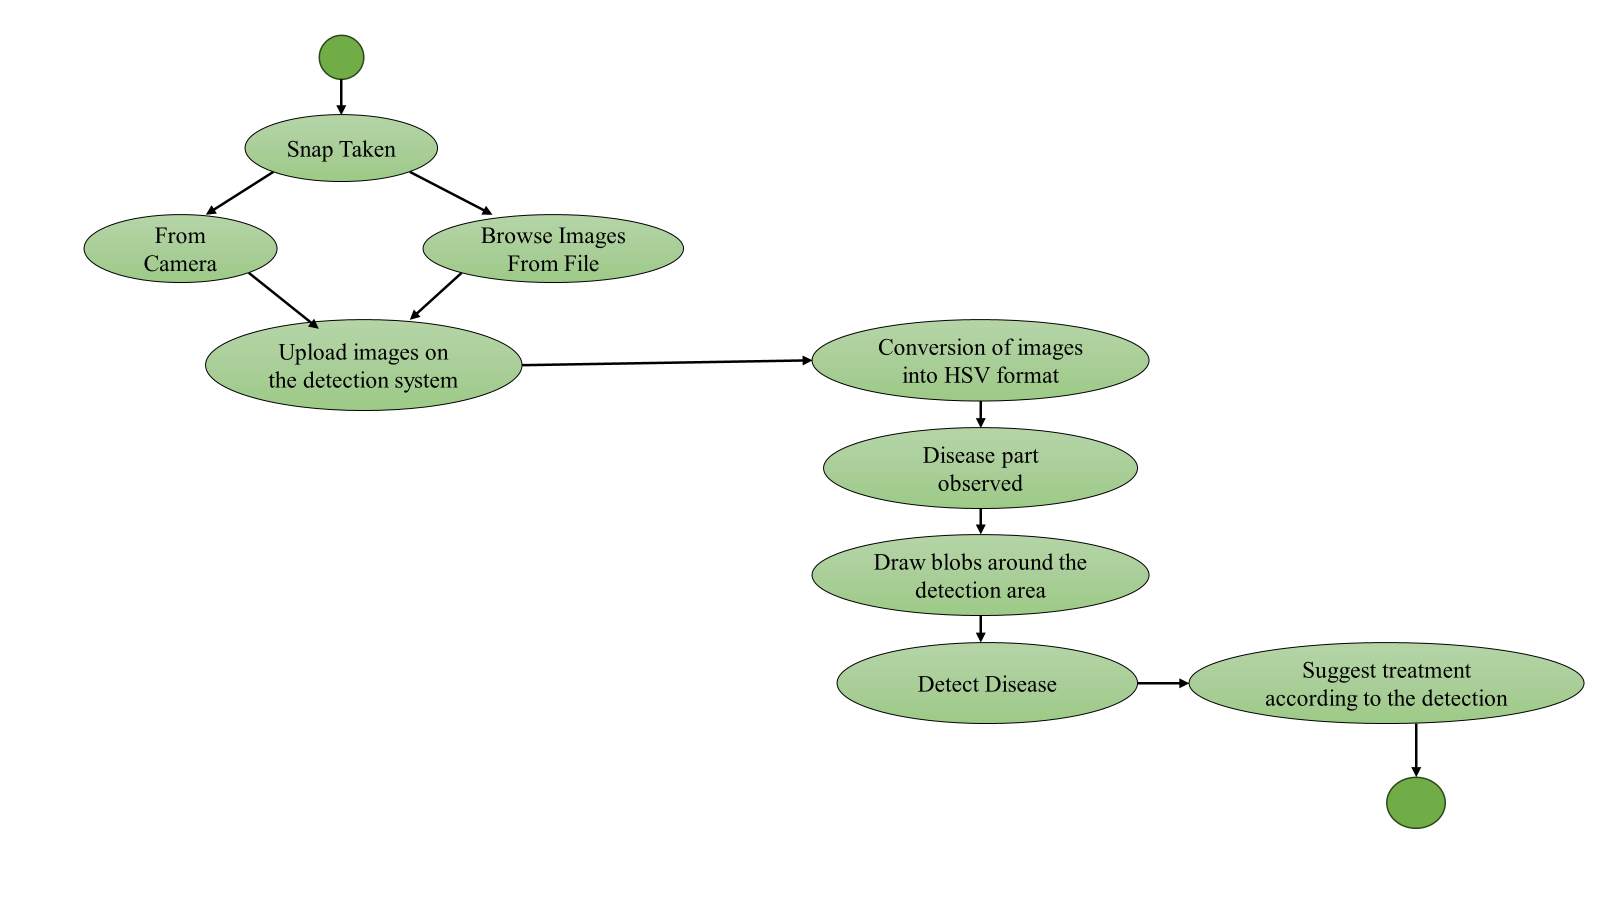 Snap Taken
From
Camera
Browse Images
From File
Upload images on
the detection system
Conversion of images
into HSV format
Disease part
observed
Draw blobs around the
detection area
Detect Disease
Suggest treatment
according to the detection